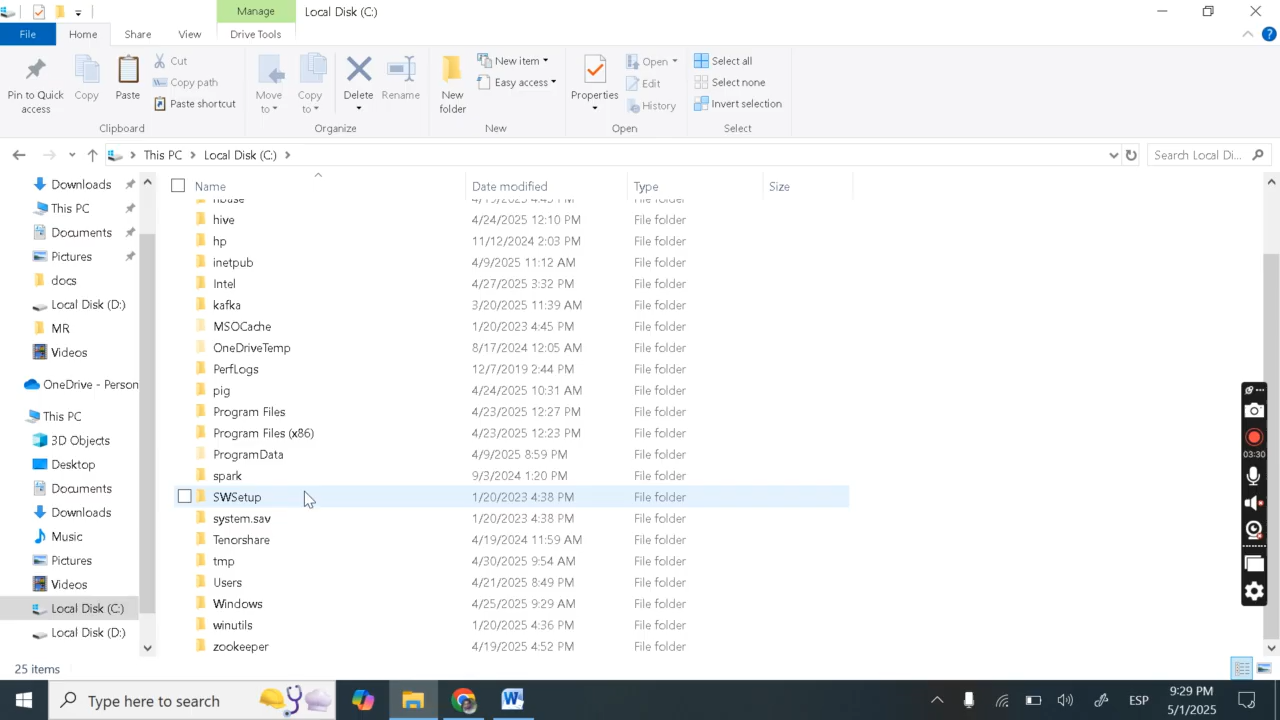 Manage
Local Disk (C:)
File
Home
Share
View
Drive Tools
Pin to Quick access
Copy
Paste
Cut
Copy path
Paste shortcut
Clipboard
Move to
Copy to
Delete
Rename
Organize
New folder
New item
Easy access
New
Properties
Open
Edit
History
Open
Select all
Select none
Invert selection
Select
This PC
Local Disk (C:)
Search Local Di...
Downloads
This PC
Documents
Pictures
docs
Local Disk (D:)
MR
Videos
OneDrive - Person
This PC
3D Objects
Desktop
Documents
Downloads
Music
Pictures
Videos
Local Disk (C:)
Local Disk (D:)
Name Date modified Type Size
hbase 4/19/2025 4:45 PM File folder
hive 4/24/2025 12:10 PM File folder
hp 11/12/2024 2:03 PM File folder
inetpub 4/9/2025 11:12 AM File folder
Intel 4/27/2025 3:32 PM File folder
kafka 3/20/2025 11:39 AM File folder
MSOCache 1/20/2023 4:45 PM File folder
OneDriveTemp 8/17/2024 12:05 AM File folder
PerfLogs 12/7/2019 2:44 PM File folder
pig 4/24/2025 10:31 AM File folder
Program Files 4/23/2025 12:27 PM File folder
Program Files (x86) 4/23/2025 12:23 PM File folder
ProgramData 4/9/2025 8:59 PM File folder
spark 9/3/2024 1:20 PM File folder
SWSetup 1/20/2023 4:38 PM File folder
system.sav 1/20/2023 4:38 PM File folder
Tenorshare 4/19/2024 11:59 AM File folder
tmp 4/30/2025 9:54 AM File folder
Users 4/21/2025 8:49 PM File folder
Windows 4/25/2025 9:29 AM File folder
winutils 1/20/2025 4:36 PM File folder
zookeeper 4/19/2025 4:52 PM File folder
03:30
25 items
Type here to search
ESP
9:29 PM
5/1/2025